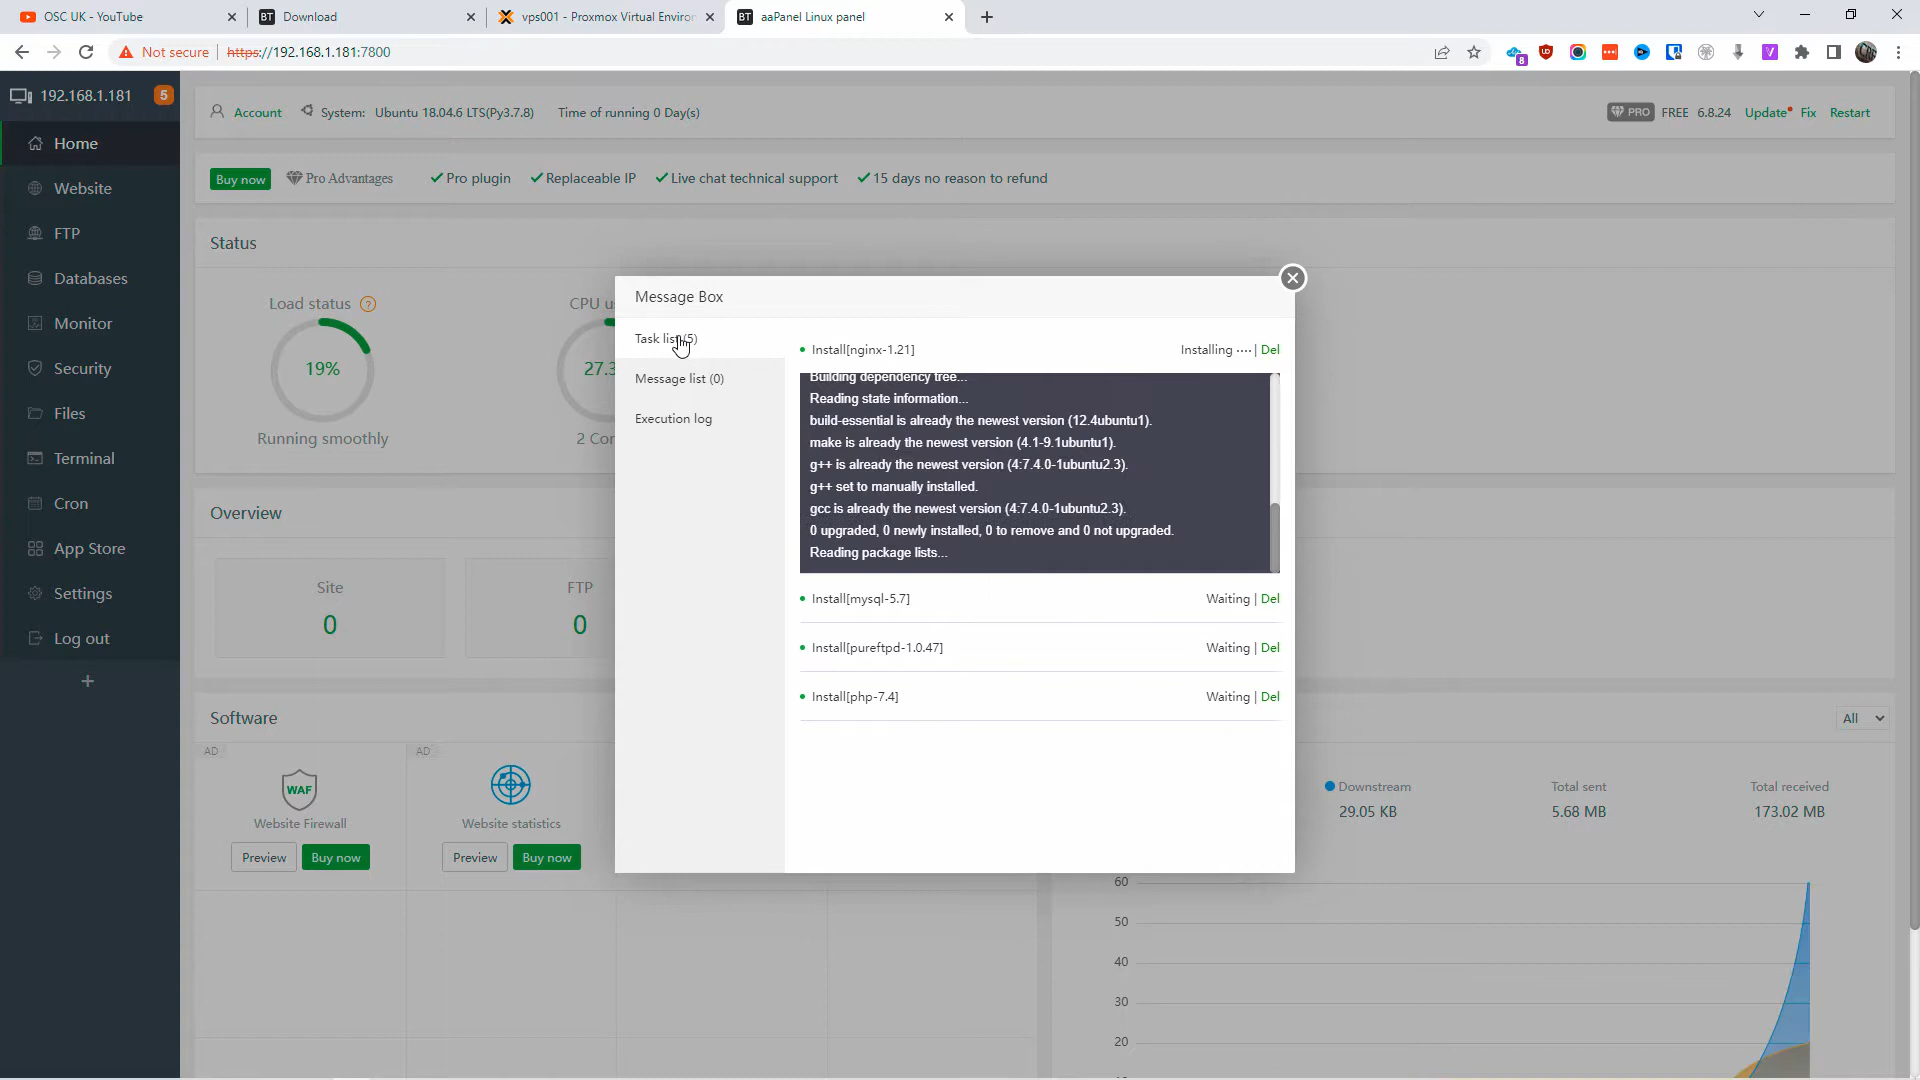 OSC UK - YouTube
BT Download
vps001 - Proxmox Virtual Enviror
BT aaPanel Linux panel
Not secure https://192.168.1.181:7800
8
192.168.1.181 5
Home
Website
FTP
Databases
Monitor
Security
Files
Terminal
Cron
App Store
Settings
Log out
Account System: Ubuntu 18.04.6 LTS(Py3.7.8) Time of running 0 Day(s)
PRO FREE 6.8.24 Update Fix Restart
Buy now Pro Advantages Pro plugin Replaceable IP Live chat technical support 15 days no reason to refund
Status
Load status ?
19%
Running smoothly
CPU u
27.3
2 Cor
Overview
Site
0
FTP
0
Software
AD
WAF
Website Firewall
Preview Buy now
AD
Website statistics
Preview Buy now
Message Box
Task list (5)
Message list (0)
Execution log
Install[nginx-1.21] Installing ···· | Del
Building dependency tree...
Reading state information...
build-essential is already the newest version (12.4ubuntu1).
make is already the newest version (4.1-9.1ubuntu1).
g++ is already the newest version (4:7.4.0-1ubuntu2.3).
g++ set to manually installed.
gcc is already the newest version (4:7.4.0-1ubuntu2.3).
0 upgraded, 0 newly installed, 0 to remove and 0 not upgraded.
Reading package lists...
Install[mysql-5.7] Waiting | Del
Install[pureftpd-1.0.47] Waiting | Del
Install[php-7.4] Waiting | Del
All
Downstream Total sent Total received
29.05 KB 5.68 MB 173.02 MB
60
50
40
30
20